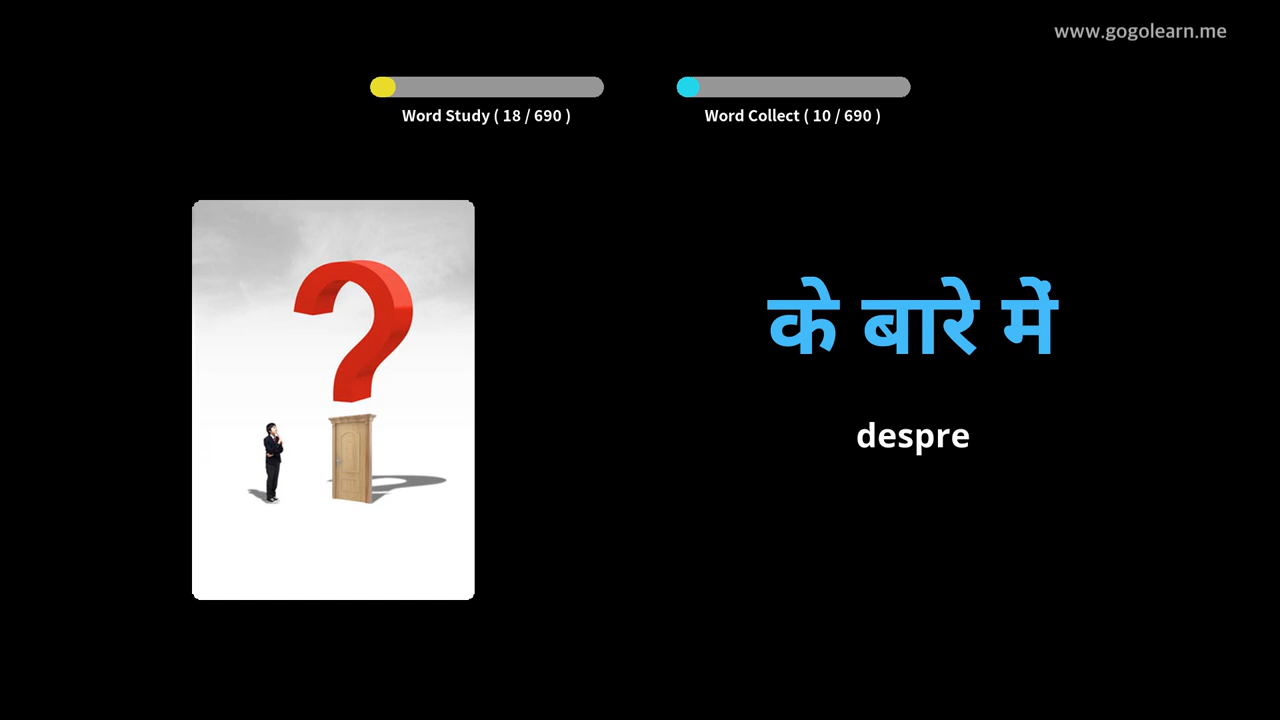 www.gogolearn.me
Word Study ( 18 / 690 )
Word Collect ( 10 / 690 )
के बारे में
despre